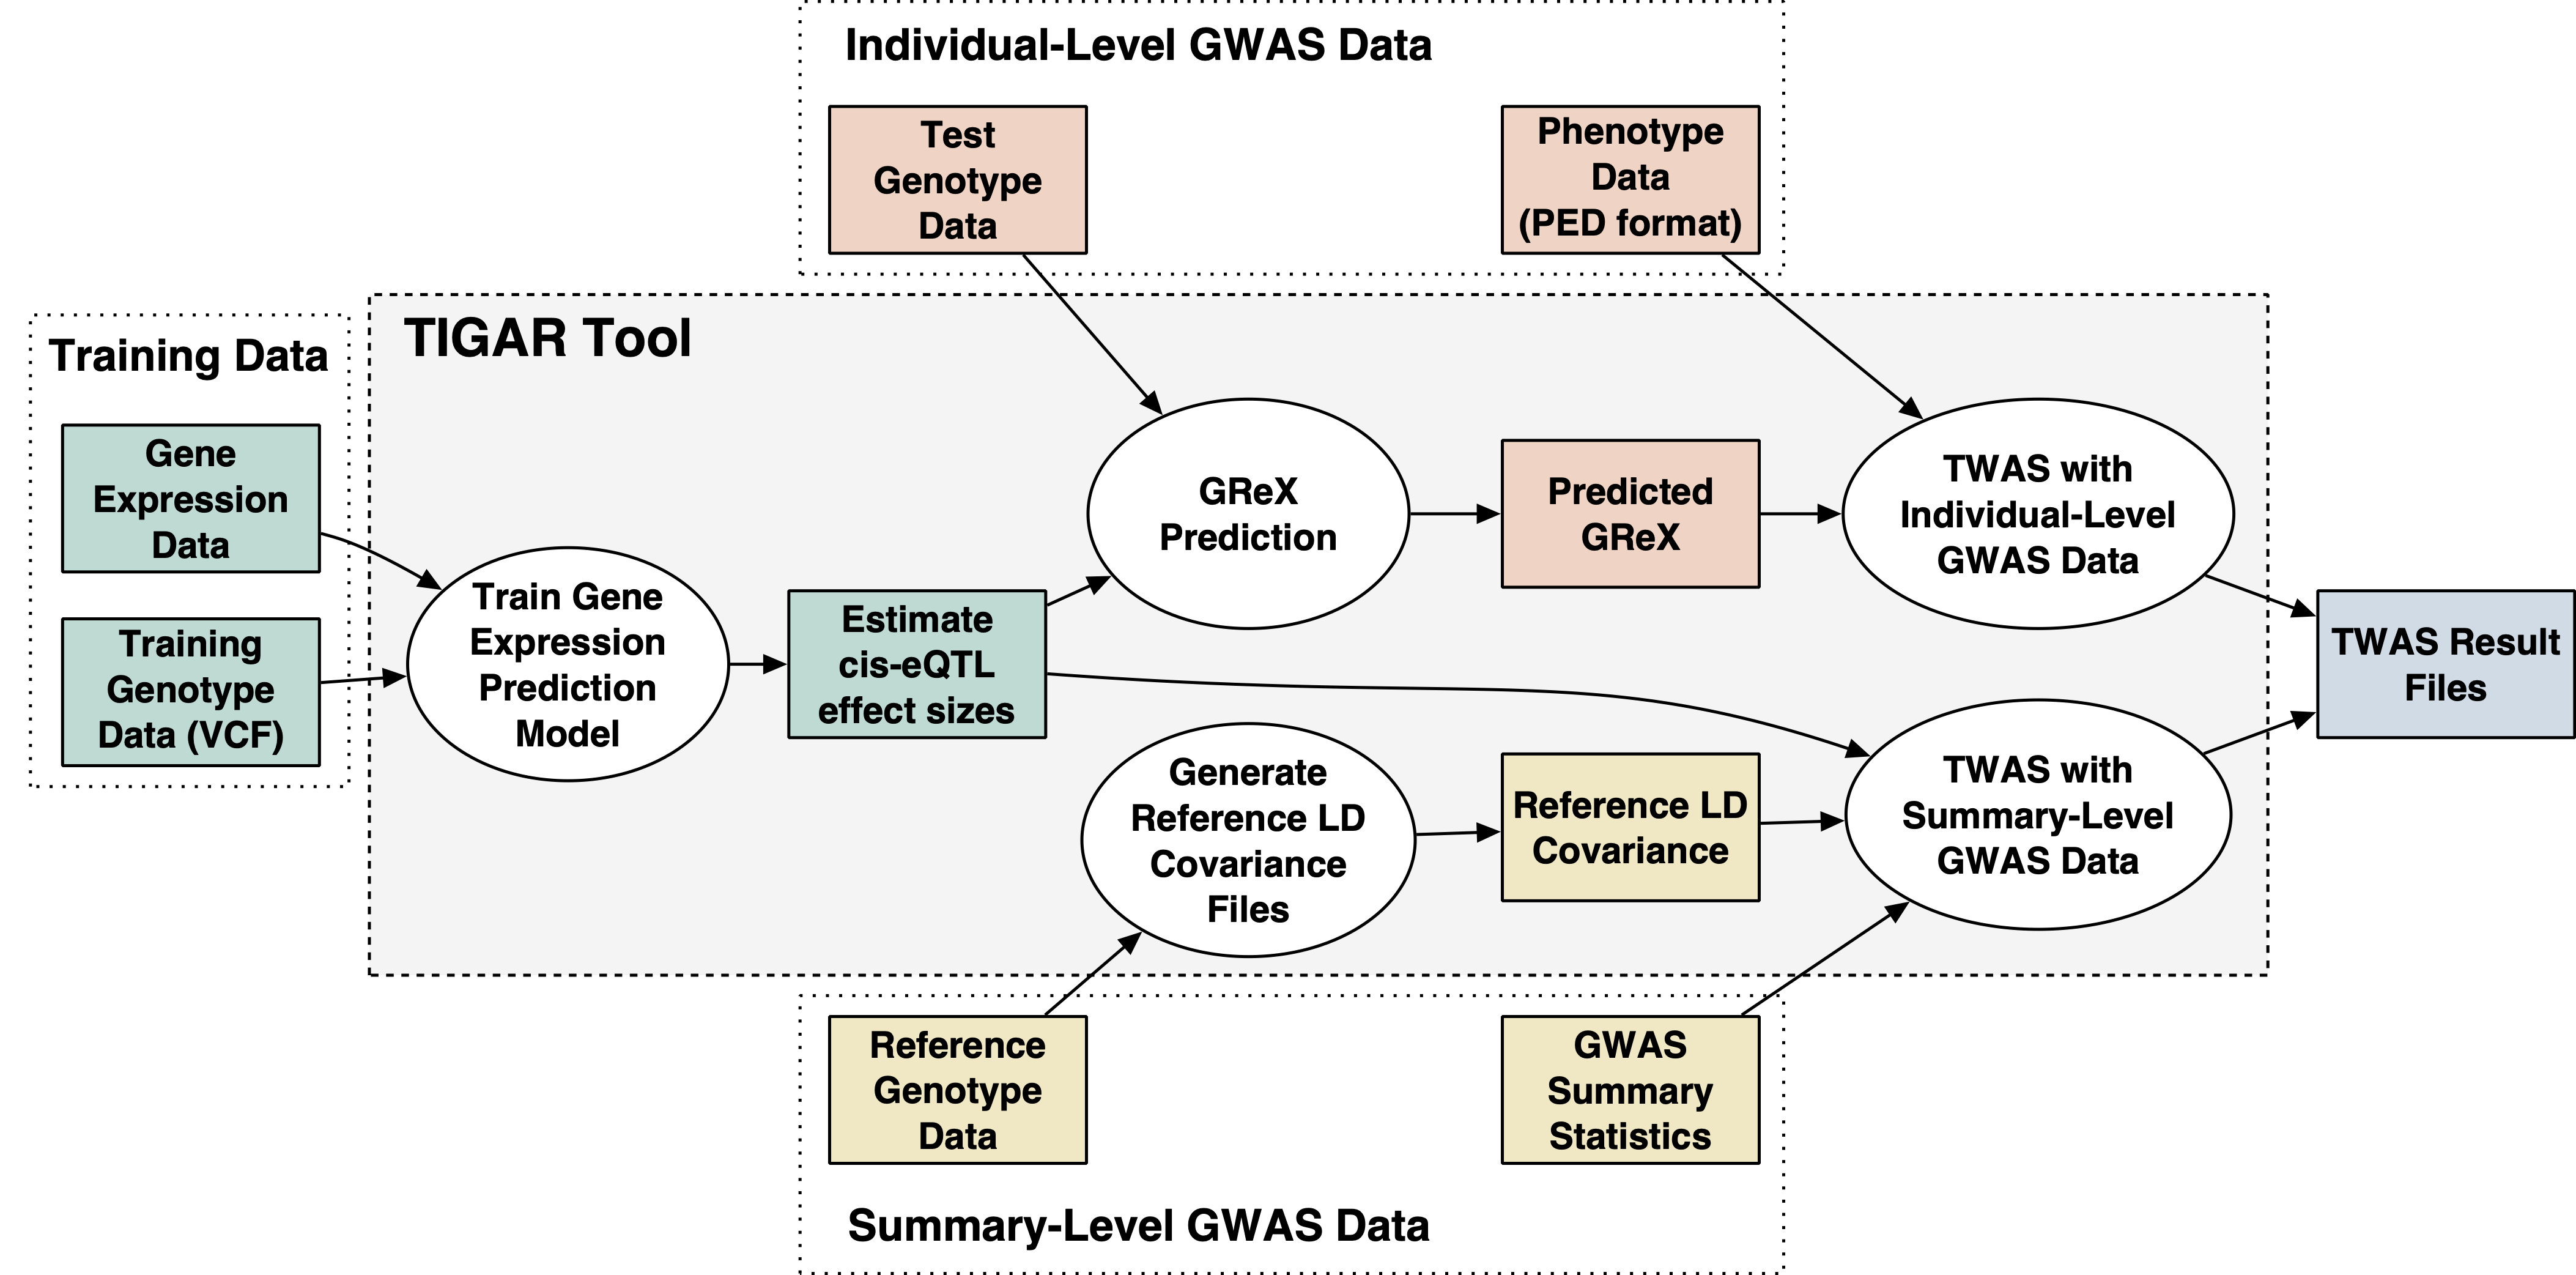 Individual-Level GWAS Data
Test
Genotype
Data
Phenotype
Data
(PED format)
Training Data
Gene
Expression
Data
Training
Genotype
Data (VCF)
TIGAR Tool
Train Gene
Expression
Prediction
Model
Estimate
cis-eQTL
effect sizes
GReX
Prediction
Predicted
GReX
TWAS with
Individual-Level
GWAS Data
Generate
Reference LD
Covariance
Files
Reference LD
Covariance
TWAS with
Summary-Level
GWAS Data
TWAS Result
Files
Reference
Genotype
Data
GWAS
Summary
Statistics
Summary-Level GWAS Data